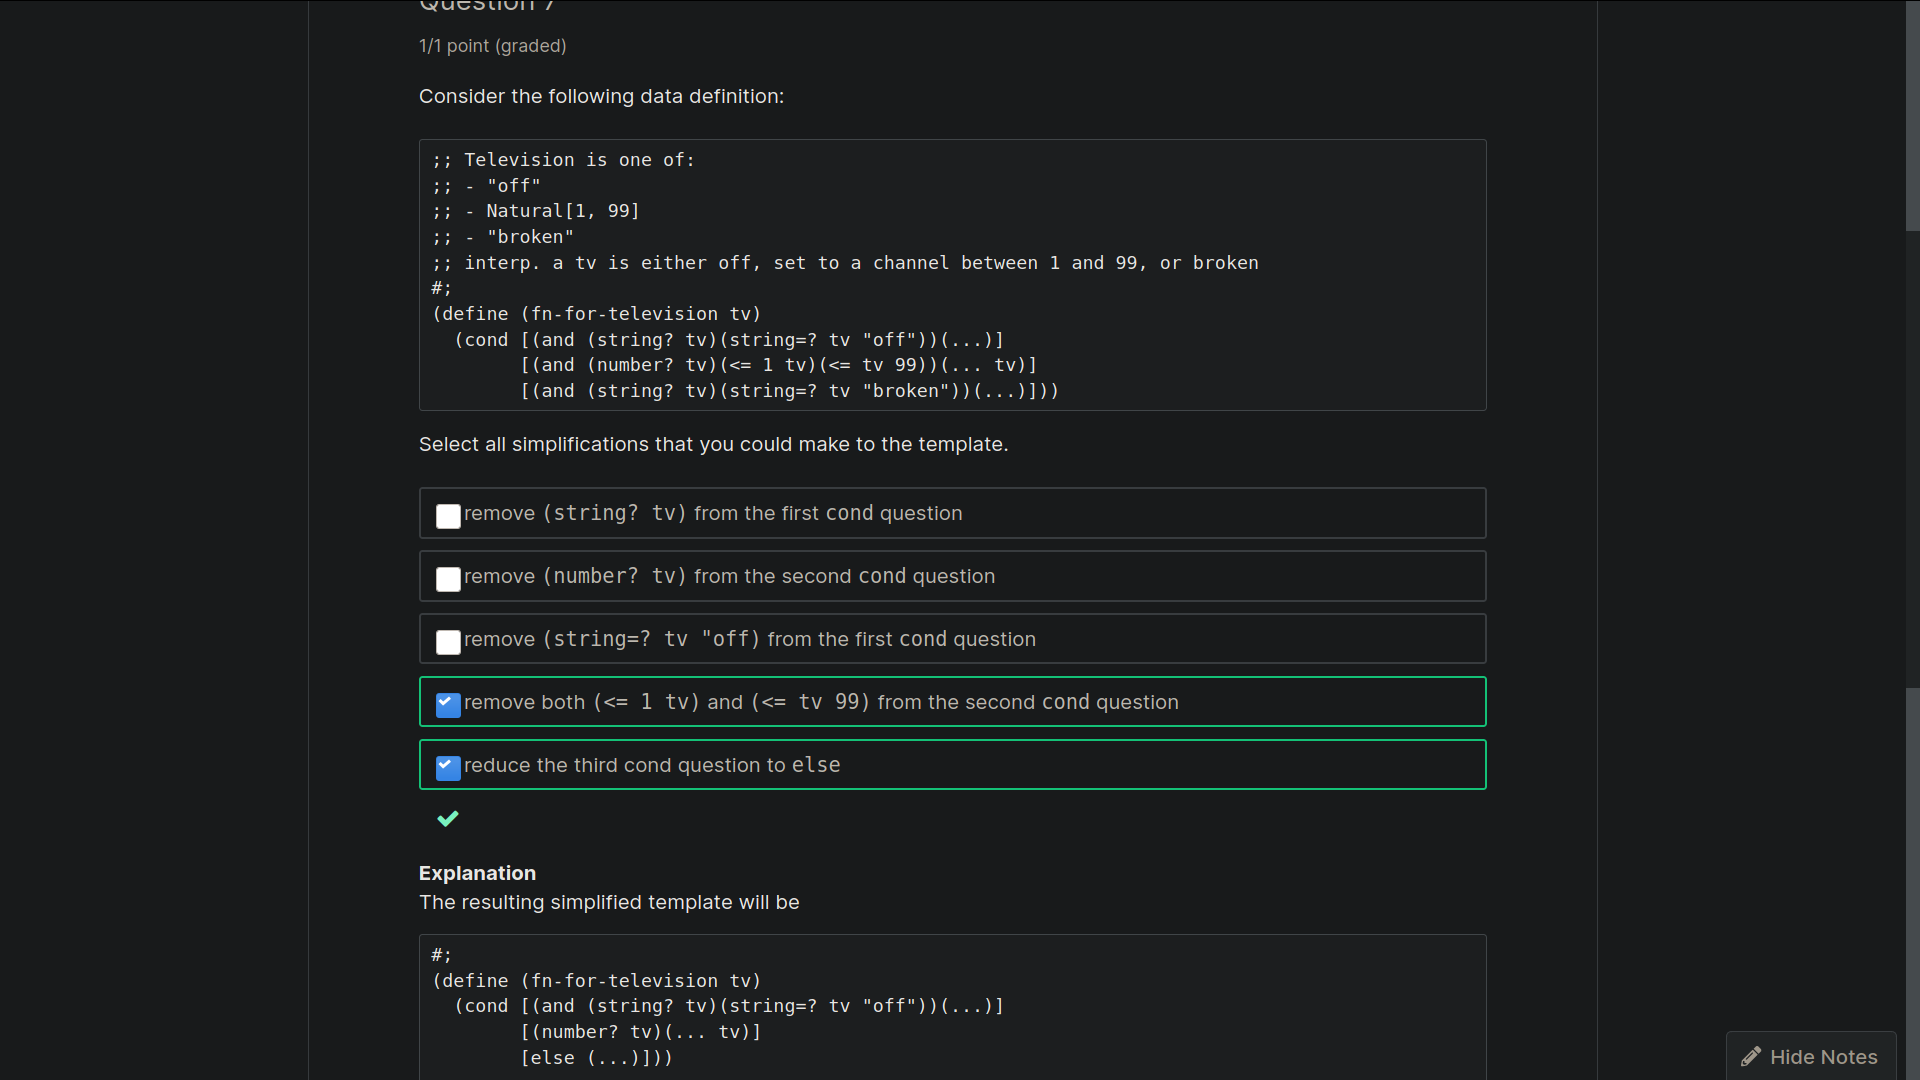 Question 7
1/1 point (graded)
Consider the following data definition:
;; Television is one of:
;; - "off"
;; - Natural[1, 99]
;; - "broken"
;; interp. a tv is either off, set to a channel between 1 and 99, or broken
#;
(define (fn-for-television tv)
  (cond [(and (string? tv)(string=? tv "off"))(...)]
        [(and (number? tv)(<= 1 tv)(<= tv 99))(... tv)]
        [(and (string? tv)(string=? tv "broken"))(...)]))
Select all simplifications that you could make to the template.
remove (string? tv) from the first cond question
remove (number? tv) from the second cond question
remove (string=? tv "off) from the first cond question
remove both (<= 1 tv) and (<= tv 99) from the second cond question
reduce the third cond question to else
Explanation
The resulting simplified template will be
#;
(define (fn-for-television tv)
  (cond [(and (string? tv)(string=? tv "off"))(...)]
        [(number? tv)(... tv)]
        [else (...)]))
Hide Notes